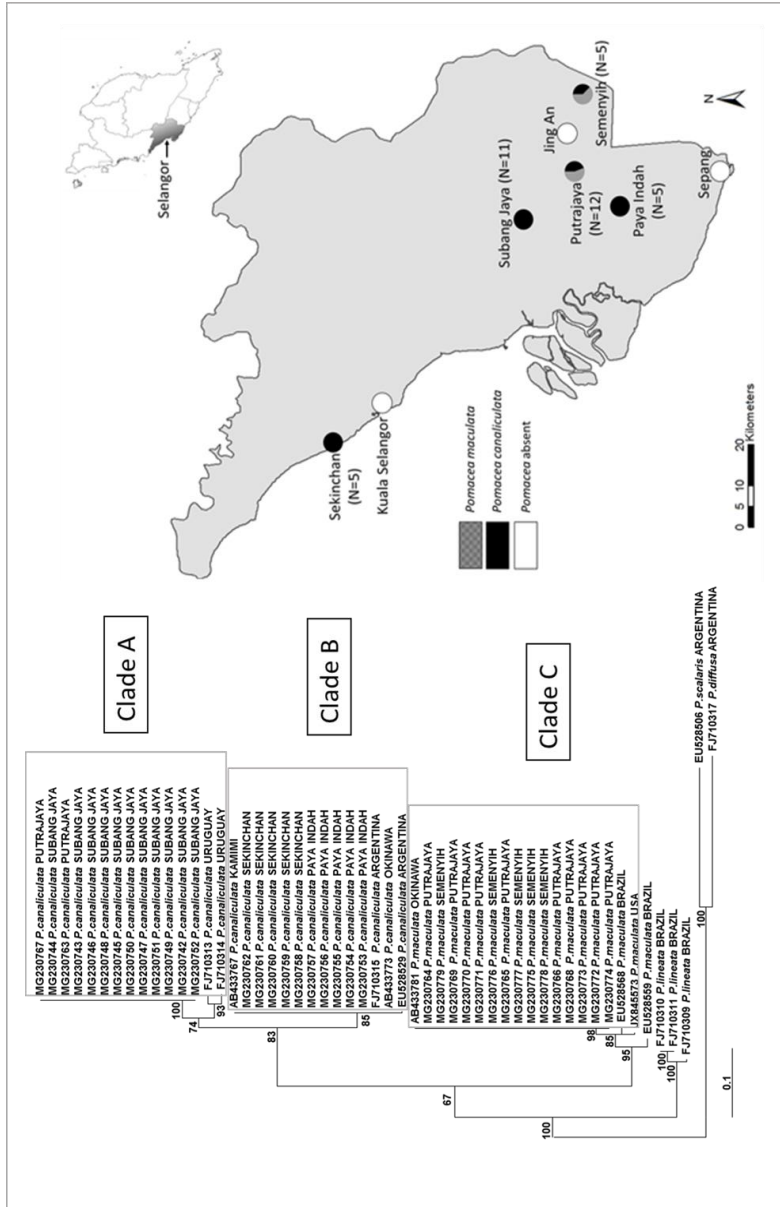 MG230767 P.canaliculata PUTRAJAYA
MG230744 P.canaliculata SUBANG JAYA
MG230763 P.canaliculata PUTRAJAYA
MG230743 P.canaliculata SUBANG JAYA
MG230746 P.canaliculata SUBANG JAYA
MG230748 P.canaliculata SUBANG JAYA
MG230745 P.canaliculata SUBANG JAYA
MG230750 P.canaliculata SUBANG JAYA
MG230747 P.canaliculata SUBANG JAYA
MG230751 P.canaliculata SUBANG JAYA
MG230749 P.canaliculata SUBANG JAYA
MG230742 P.canaliculata SUBANG JAYA
MG230752 P.canaliculata SUBANG JAYA
FJ710313 P.canaliculata URUGUAY
FJ710314 P.canaliculata URUGUAY
AB433767 P.canaliculata KAMIMI
MG230762 P.canaliculata SEKINCHAN
MG230761 P.canaliculata SEKINCHAN
MG230760 P.canaliculata SEKINCHAN
MG230759 P.canaliculata SEKINCHAN
MG230758 P.canaliculata SEKINCHAN
MG230757 P.canaliculata PAYA INDAH
MG230756 P.canaliculata PAYA INDAH
MG230755 P.canaliculata PAYA INDAH
MG230754 P.canaliculata PAYA INDAH
MG230753 P.canaliculata PAYA INDAH
FJ710315 P.canaliculata ARGENTINA
AB433773 P.canaliculata OKINAWA
EU528529 P.canaliculata ARGENTINA
AB433781 P.maculata OKINAWA
MG230764 P.maculata PUTRAJAYA
MG230779 P.maculata SEMENYIH
MG230769 P.maculata PUTRAJAYA
MG230770 P.maculata PUTRAJAYA
MG230771 P.maculata PUTRAJAYA
MG230776 P.maculata SEMENYIH
MG230765 P.maculata PUTRAJAYA
MG230777 P.maculata SEMENYIH
MG230775 P.maculata SEMENYIH
MG230778 P.maculata SEMENYIH
MG230766 P.maculata PUTRAJAYA
MG230768 P.maculata PUTRAJAYA
MG230773 P.maculata PUTRAJAYA
MG230772 P.maculata PUTRAJAYA
MG230774 P.maculata PUTRAJAYA
EU528568 P.maculata BRAZIL
JX845573 P.maculata USA
EU528559 P.maculata BRAZIL
FJ710310 P.lineata BRAZIL
FJ710311 P.lineata BRAZIL
FJ710309 P.lineata BRAZIL
EU528506 P.scalaris ARGENTINA
FJ710317 P.diffusa ARGENTINA
100
93
74
83
85
67
98
85
95
100
100
100
100
0.1
Clade A
Clade B
Clade C
Selangor
Sekinchan
(N=5)
Kuala Selangor
Subang Jaya (N=11)
Putrajaya
(N=12)
Jing An
Semenyih (N=5)
Paya Indah
(N=5)
Sepang
N
Pomacea maculata
Pomacea canaliculata
Pomacea absent
0 5 10 20
Kilometers